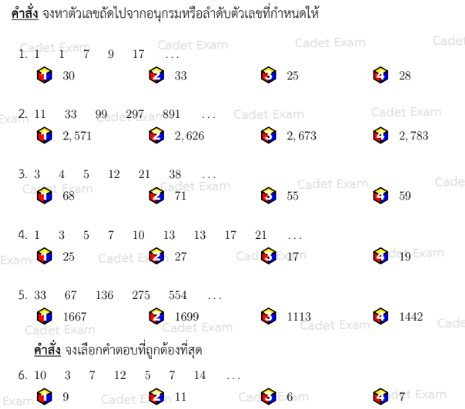 คำสั่ง จงหาตัวเลขถัดไปจากอนุกรมหรือลำดับตัวเลขที่กำหนดให้
1. 1 1 7 9 17 ...
1 30 2 33 3 25 4 28
2. 11 33 99 297 891 ...
1 2,571 2 2,626 3 2,673 4 2,783
3. 3 4 5 12 21 38 ...
1 68 2 71 3 55 4 59
4. 1 3 5 7 10 13 13 17 21 ...
1 25 2 27 3 17 4 19
5. 33 67 136 275 554 ...
1 1667 2 1699 3 1113 4 1442
คำสั่ง จงเลือกคำตอบที่ถูกต้องที่สุด
6. 10 3 7 12 5 7 14 ...
1 9 2 11 3 6 4 7
Cadet Exam